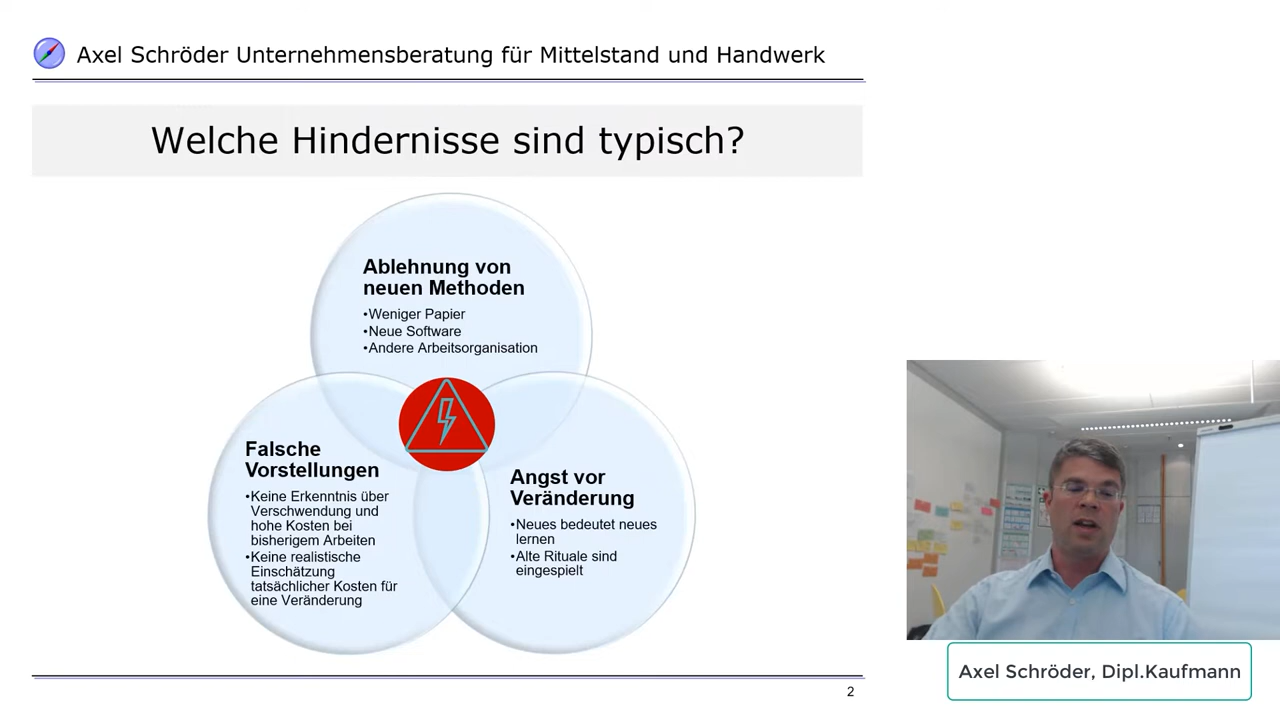 Axel Schröder Unternehmensberatung für Mittelstand und Handwerk
Welche Hindernisse sind typisch?
Ablehnung von
neuen Methoden
•Weniger Papier
•Neue Software
•Andere Arbeitsorganisation
Falsche
Vorstellungen
•Keine Erkenntnis über
Verschwendung und
hohe Kosten bei
bisherigem Arbeiten
•Keine realistische
Einschätzung
tatsächlicher Kosten für
eine Veränderung
Angst vor
Veränderung
•Neues bedeutet neues
lernen
•Alte Rituale sind
eingespielt
2
Axel Schröder, Dipl.Kaufmann